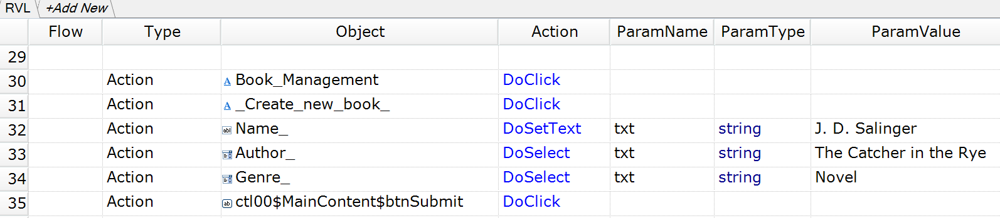 RVL +Add New
Flow Type Object Action ParamName ParamType ParamValue
29
30 Action A Book_Management DoClick
31 Action A _Create_new_book_ DoClick
32 Action ab Name_ DoSetText txt string J. D. Salinger
33 Action Author_ DoSelect txt string The Catcher in the Rye
34 Action Genre_ DoSelect txt string Novel
35 Action ab ctl00$MainContent$btnSubmit DoClick